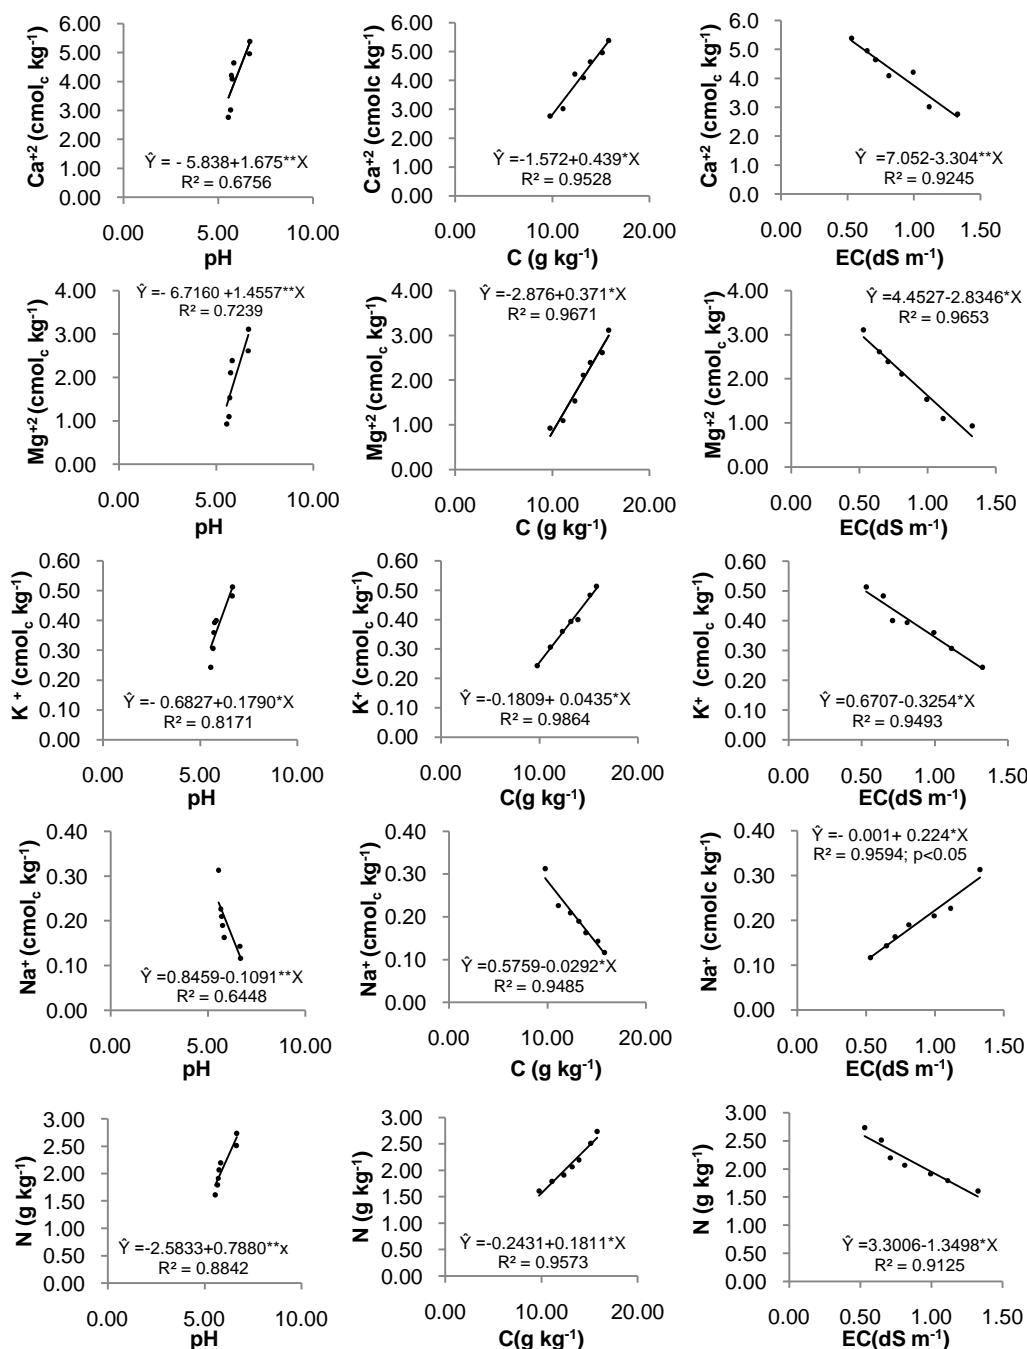 Ca⁺² (cmol꜀ kg⁻¹)
6.00
5.00
4.00
3.00
2.00
1.00
0.00
Ŷ = - 5.838+1.675**X
R² = 0.6756
0.00 5.00 10.00
pH
Ca⁺² (cmolc kg⁻¹)
6.00
5.00
4.00
3.00
2.00
1.00
0.00
Ŷ =-1.572+0.439*X
R² = 0.9528
0.00 10.00 20.00
C (g kg⁻¹)
Ca⁺² (cmol꜀ kg⁻¹)
6.0
5.0
4.0
3.0
2.0
1.0
0.0
Ŷ =7.052-3.304**X
R² = 0.9245
0.00 0.50 1.00 1.50
EC(dS m⁻¹)
Mg⁺² (cmol꜀ kg⁻¹)
4.00
3.00
2.00
1.00
0.00
Ŷ =- 6.7160 +1.4557**X
R² = 0.7239
0.00 5.00 10.00
pH
Mg⁺² (cmol꜀ kg⁻¹)
4.00
3.00
2.00
1.00
0.00
Ŷ =-2.876+0.371*X
R² = 0.9671
0.00 10.00 20.00
C (g kg⁻¹)
Mg⁺² (cmol꜀ kg⁻¹)
4.00
3.00
2.00
1.00
0.00
Ŷ =4.4527-2.8346*X
R² = 0.9653
0.00 0.50 1.00 1.50
EC(dS m⁻¹)
K⁺ (cmol꜀ kg⁻¹)
0.60
0.50
0.40
0.30
0.20
0.10
0.00
Ŷ =- 0.6827+0.1790*X
R² = 0.8171
0.00 5.00 10.00
pH
K⁺ (cmol꜀ kg⁻¹)
0.60
0.50
0.40
0.30
0.20
0.10
0.00
Ŷ =-0.1809+ 0.0435*X
R² = 0.9864
0.00 10.00 20.00
C(g kg⁻¹)
K⁺ (cmol꜀ kg⁻¹)
0.60
0.50
0.40
0.30
0.20
0.10
0.00
Ŷ =0.6707-0.3254*X
R² = 0.9493
0.00 0.50 1.00 1.50
EC(dS m⁻¹)
Na⁺ (cmol꜀ kg⁻¹)
0.40
0.30
0.20
0.10
0.00
Ŷ =0.8459-0.1091**X
R² = 0.6448
0.00 5.00 10.00
pH
Na⁺ (cmol꜀ kg⁻¹)
0.40
0.30
0.20
0.10
0.00
Ŷ =0.5759-0.0292*X
R² = 0.9485
0.00 10.00 20.00
C (g kg⁻¹)
Na⁺ (cmolc kg⁻¹)
0.40
0.30
0.20
0.10
0.00
Ŷ =- 0.001+ 0.224*X
R² = 0.9594; p<0.05
0.00 0.50 1.00 1.50
EC(dS m⁻¹)
N (g kg⁻¹)
3.00
2.50
2.00
1.50
1.00
0.50
0.00
Ŷ =-2.5833+0.7880**x
R² = 0.8842
0.00 5.00 10.00
pH
N (g kg⁻¹)
3.00
2.50
2.00
1.50
1.00
0.50
0.00
Ŷ =-0.2431+0.1811*X
R² = 0.9573
0.00 10.00 20.00
C(g kg⁻¹)
N (g kg⁻¹)
3.00
2.50
2.00
1.50
1.00
0.50
0.00
Ŷ =3.3006-1.3498*X
R² = 0.9125
0.00 0.50 1.00 1.50
EC(dS m⁻¹)